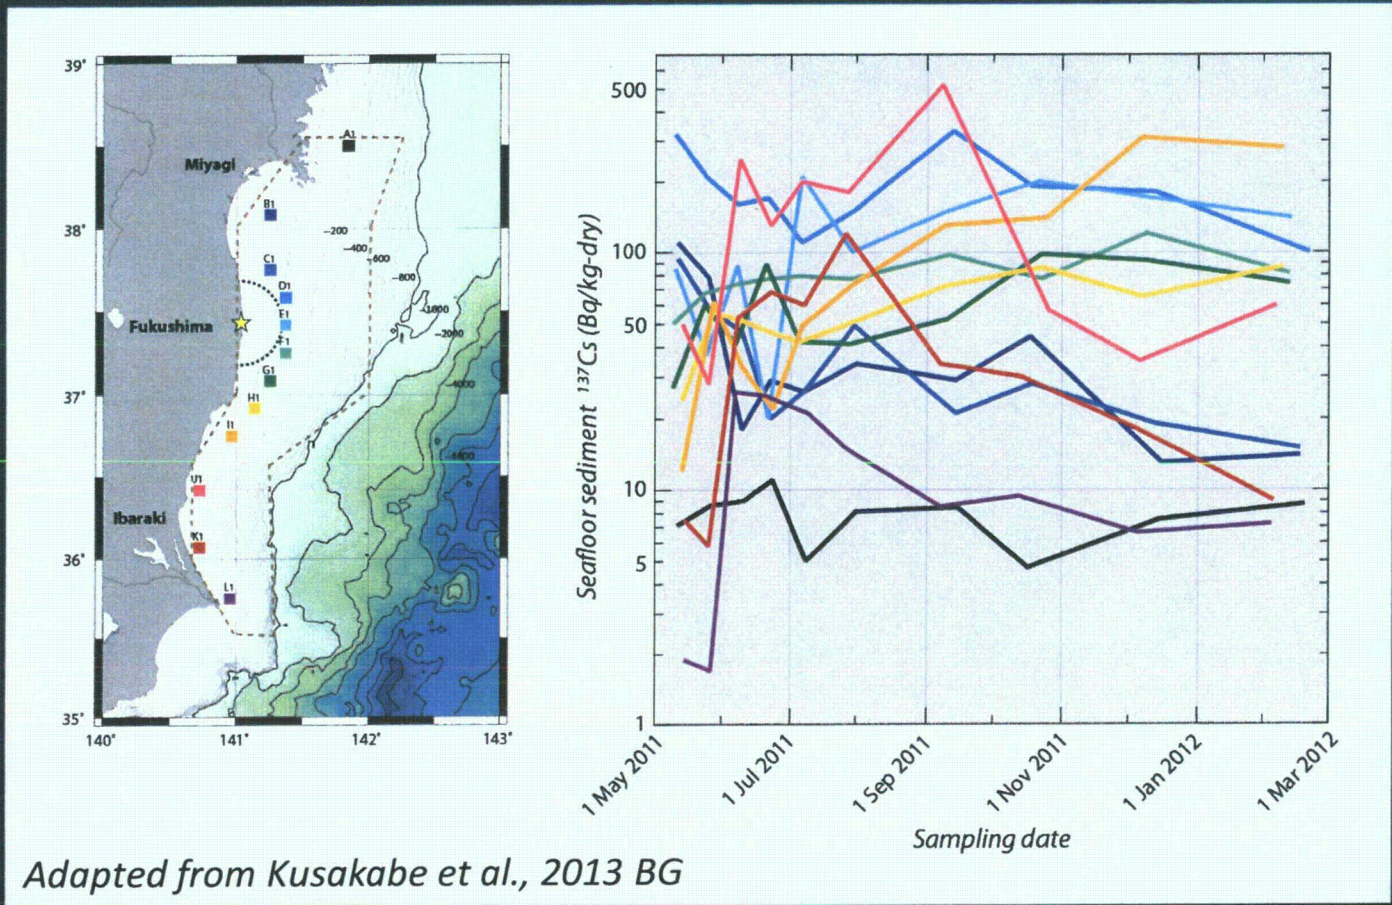 39°
38°
37°
36°
35°
140°
141°
142°
143°
Miyagi
Fukushima
Ibaraki
A1
B1
C1
D1
E1
F1
G1
H1
I1
K1
L1
-200
-400
-600
-800
-1000
-2000
-4000
Seafloor sediment ¹³⁷Cs (Bq/kg-dry)
500
100
50
10
5
1
1 May 2011
1 Jul 2011
1 Sep 2011
1 Nov 2011
1 Jan 2012
1 Mar 2012
Sampling date
Adapted from Kusakabe et al., 2013 BG